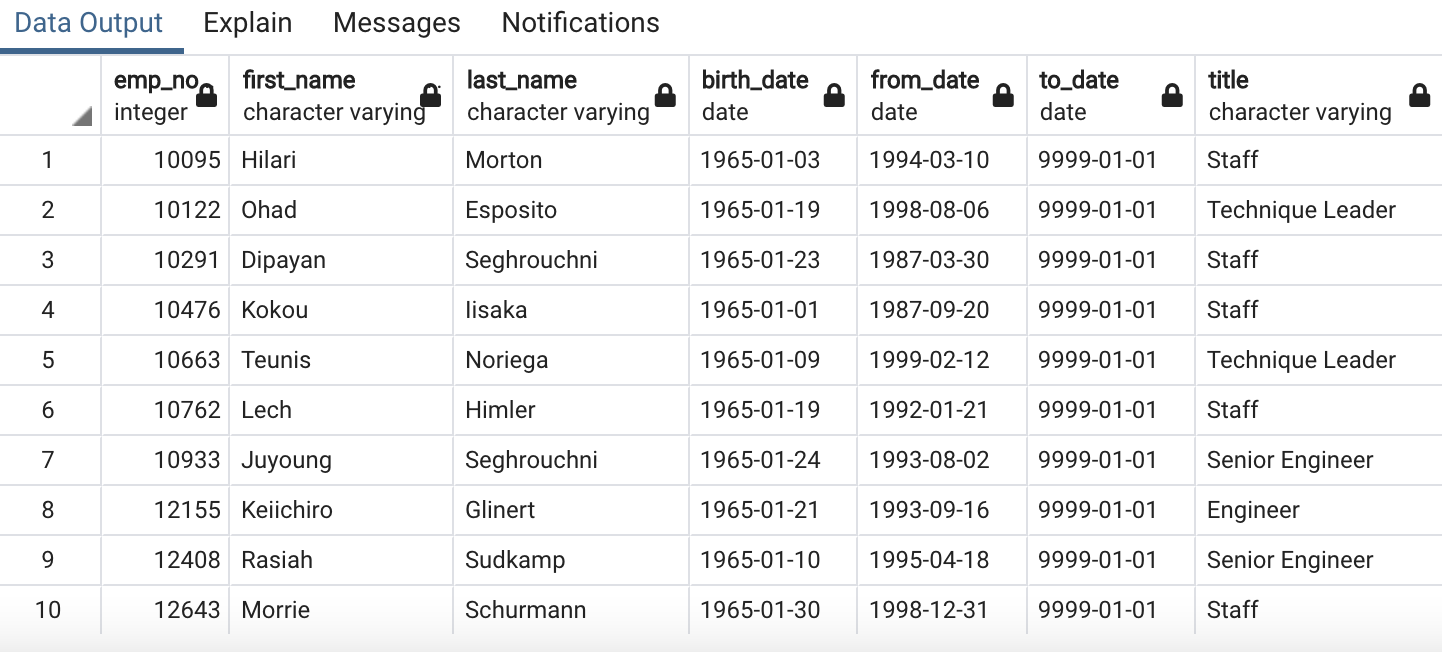 Data Output Explain Messages Notifications
emp_no first_name last_name birth_date from_date to_date title
integer character varying character varying date date date character varying
1 10095 Hilari Morton 1965-01-03 1994-03-10 9999-01-01 Staff
2 10122 Ohad Esposito 1965-01-19 1998-08-06 9999-01-01 Technique Leader
3 10291 Dipayan Seghrouchni 1965-01-23 1987-03-30 9999-01-01 Staff
4 10476 Kokou Iisaka 1965-01-01 1987-09-20 9999-01-01 Staff
5 10663 Teunis Noriega 1965-01-09 1999-02-12 9999-01-01 Technique Leader
6 10762 Lech Himler 1965-01-19 1992-01-21 9999-01-01 Staff
7 10933 Juyoung Seghrouchni 1965-01-24 1993-08-02 9999-01-01 Senior Engineer
8 12155 Keiichiro Glinert 1965-01-21 1993-09-16 9999-01-01 Engineer
9 12408 Rasiah Sudkamp 1965-01-10 1995-04-18 9999-01-01 Senior Engineer
10 12643 Morrie Schurmann 1965-01-30 1998-12-31 9999-01-01 Staff